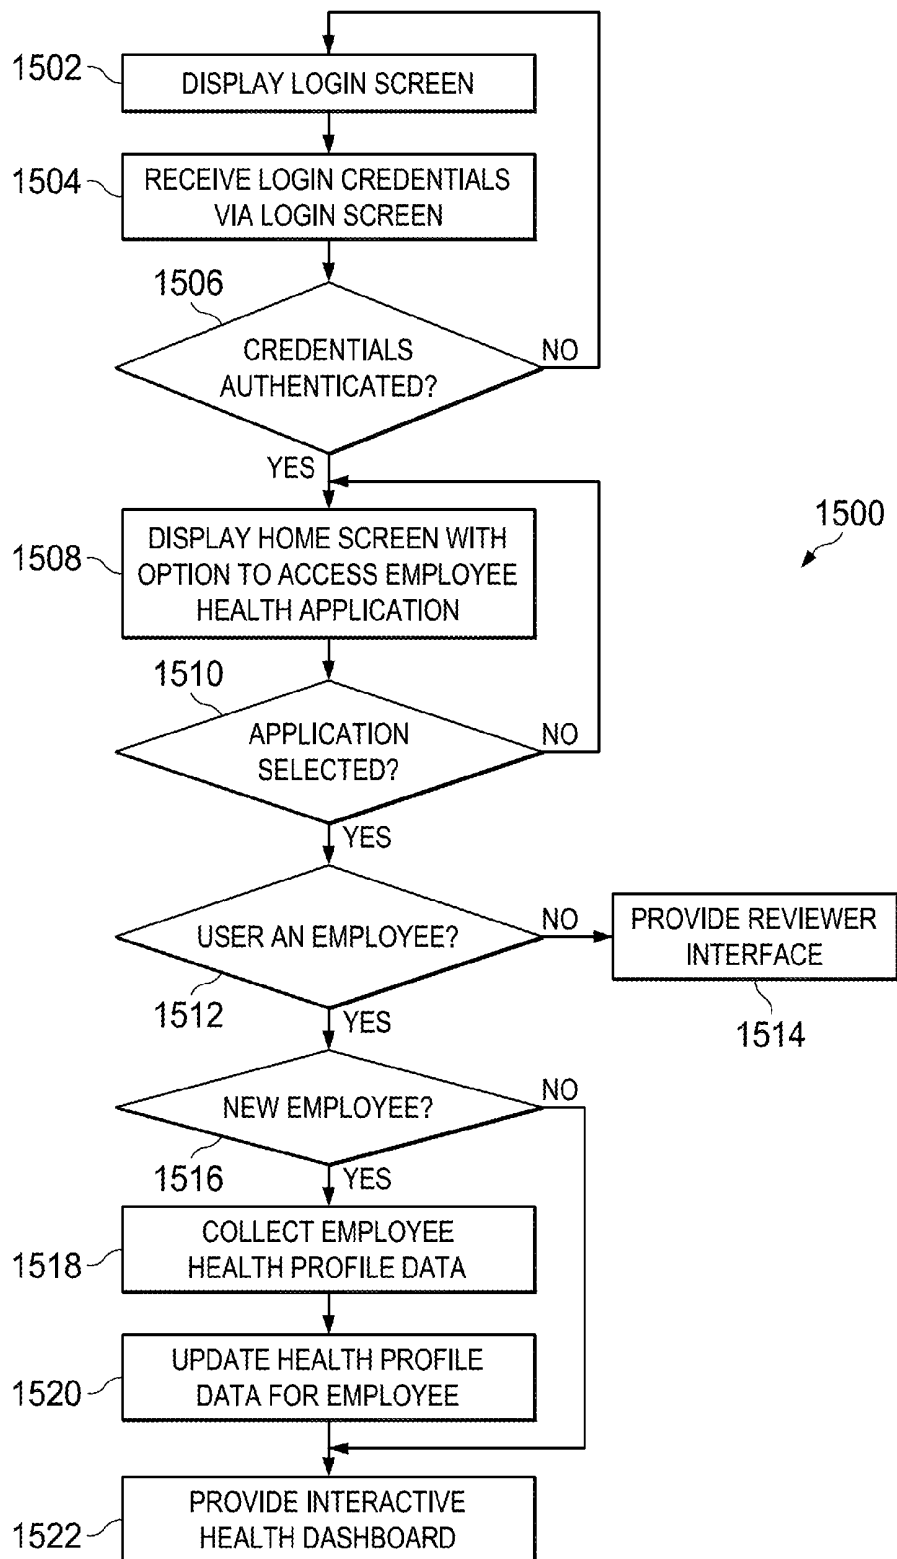 1502
DISPLAY LOGIN SCREEN
1504
RECEIVE LOGIN CREDENTIALS
VIA LOGIN SCREEN
1506
CREDENTIALS
AUTHENTICATED?
NO
YES
1500
1508
DISPLAY HOME SCREEN WITH
OPTION TO ACCESS EMPLOYEE
HEALTH APPLICATION
1510
APPLICATION
SELECTED?
NO
YES
USER AN EMPLOYEE?
NO
PROVIDE REVIEWER
INTERFACE
1512
YES
1514
NEW EMPLOYEE?
NO
1516
YES
1518
COLLECT EMPLOYEE
HEALTH PROFILE DATA
1520
UPDATE HEALTH PROFILE
DATA FOR EMPLOYEE
1522
PROVIDE INTERACTIVE
HEALTH DASHBOARD